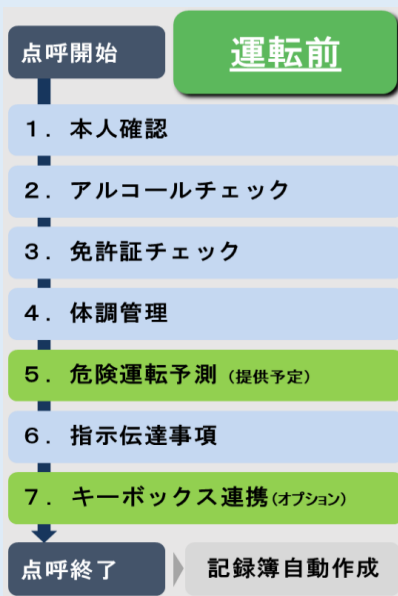 点呼開始
運転前
１．本人確認
２．アルコールチェック
３．免許証チェック
４．体調管理
５．危険運転予測（提供予定）
６．指示伝達事項
７．キーボックス連携（オプション）
点呼終了
記録簿自動作成